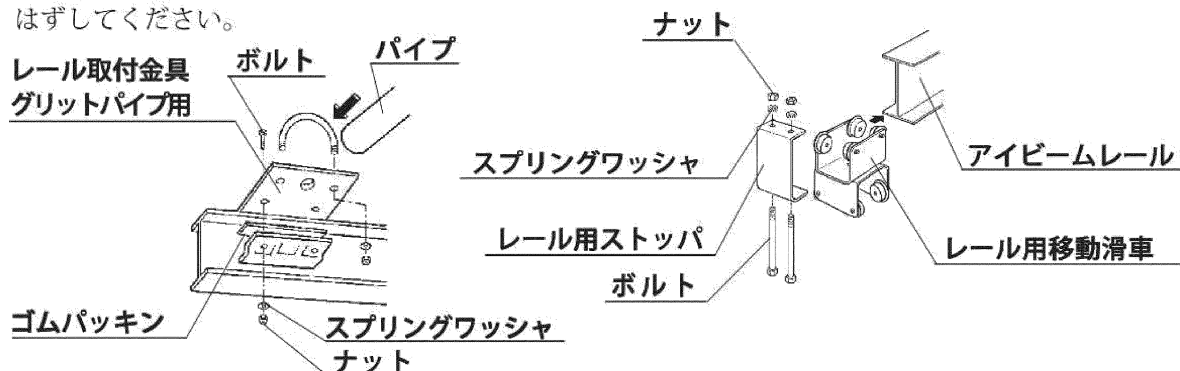 はずしてください。
レール取付金具
グリットパイプ用
ボルト
パイプ
ゴムパッキン
スプリングワッシャ
ナット
ナット
スプリングワッシャ
レール用ストッパ
ボルト
アイビームレール
レール用移動滑車